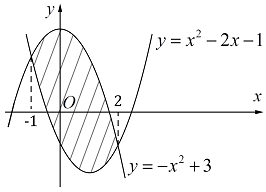 y
y = x² − 2x − 1
O
2
x
-1
y = −x² + 3